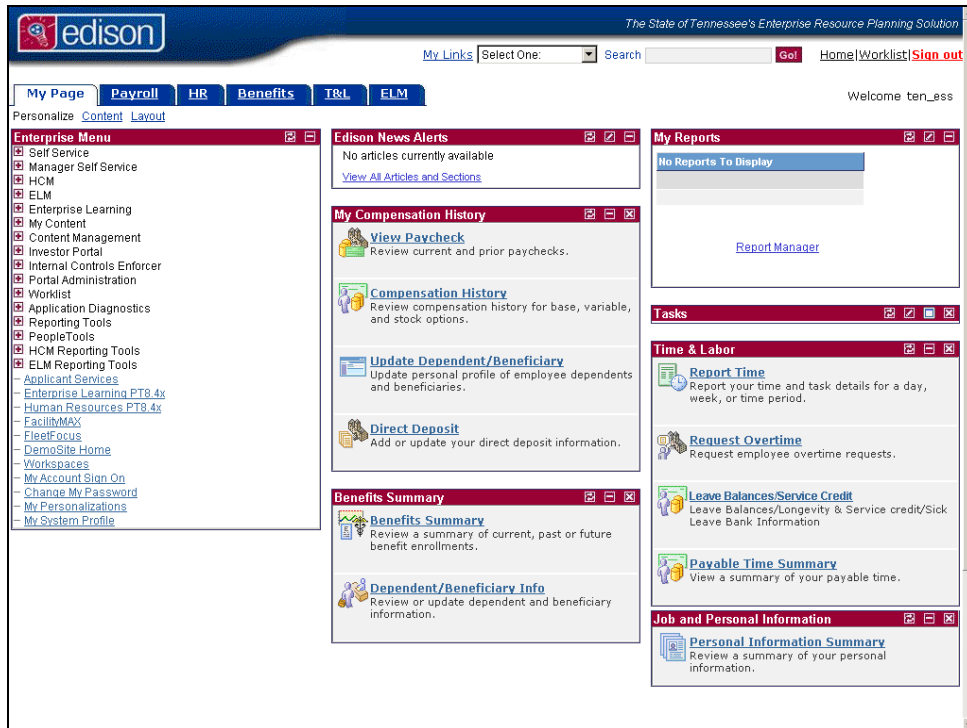 edison
The State of Tennessee's Enterprise Resource Planning Solution
My Links Select One: Search Go! Home|Worklist|Sign out
My Page Payroll HR Benefits T&L ELM
Welcome ten_ess
Personalize Content Layout
Enterprise Menu
Self Service
Manager Self Service
HCM
ELM
Enterprise Learning
My Content
Content Management
Investor Portal
Internal Controls Enforcer
Portal Administration
Worklist
Application Diagnostics
Reporting Tools
PeopleTools
HCM Reporting Tools
ELM Reporting Tools
– Applicant Services
– Enterprise Learning PT8.4x
– Human Resources PT8.4x
– FacilityMAX
– FleetFocus
– DemoSite Home
– Workspaces
– My Account Sign On
– Change My Password
– My Personalizations
– My System Profile
Edison News Alerts
No articles currently available
View All Articles and Sections
My Compensation History
View Paycheck
Review current and prior paychecks.
Compensation History
Review compensation history for base, variable,
and stock options.
Update Dependent/Beneficiary
Update personal profile of employee dependents
and beneficiaries.
Direct Deposit
Add or update your direct deposit information.
Benefits Summary
Benefits Summary
Review a summary of current, past or future
benefit enrollments.
Dependent/Beneficiary Info
Review or update dependent and beneficiary
information.
My Reports
No Reports To Display
Report Manager
Tasks
Time & Labor
Report Time
Report your time and task details for a day,
week, or time period.
Request Overtime
Request employee overtime requests.
Leave Balances/Service Credit
Leave Balances/Longevity & Service credit/Sick
Leave Bank Information
Payable Time Summary
View a summary of your payable time.
Job and Personal Information
Personal Information Summary
Review a summary of your personal
information.